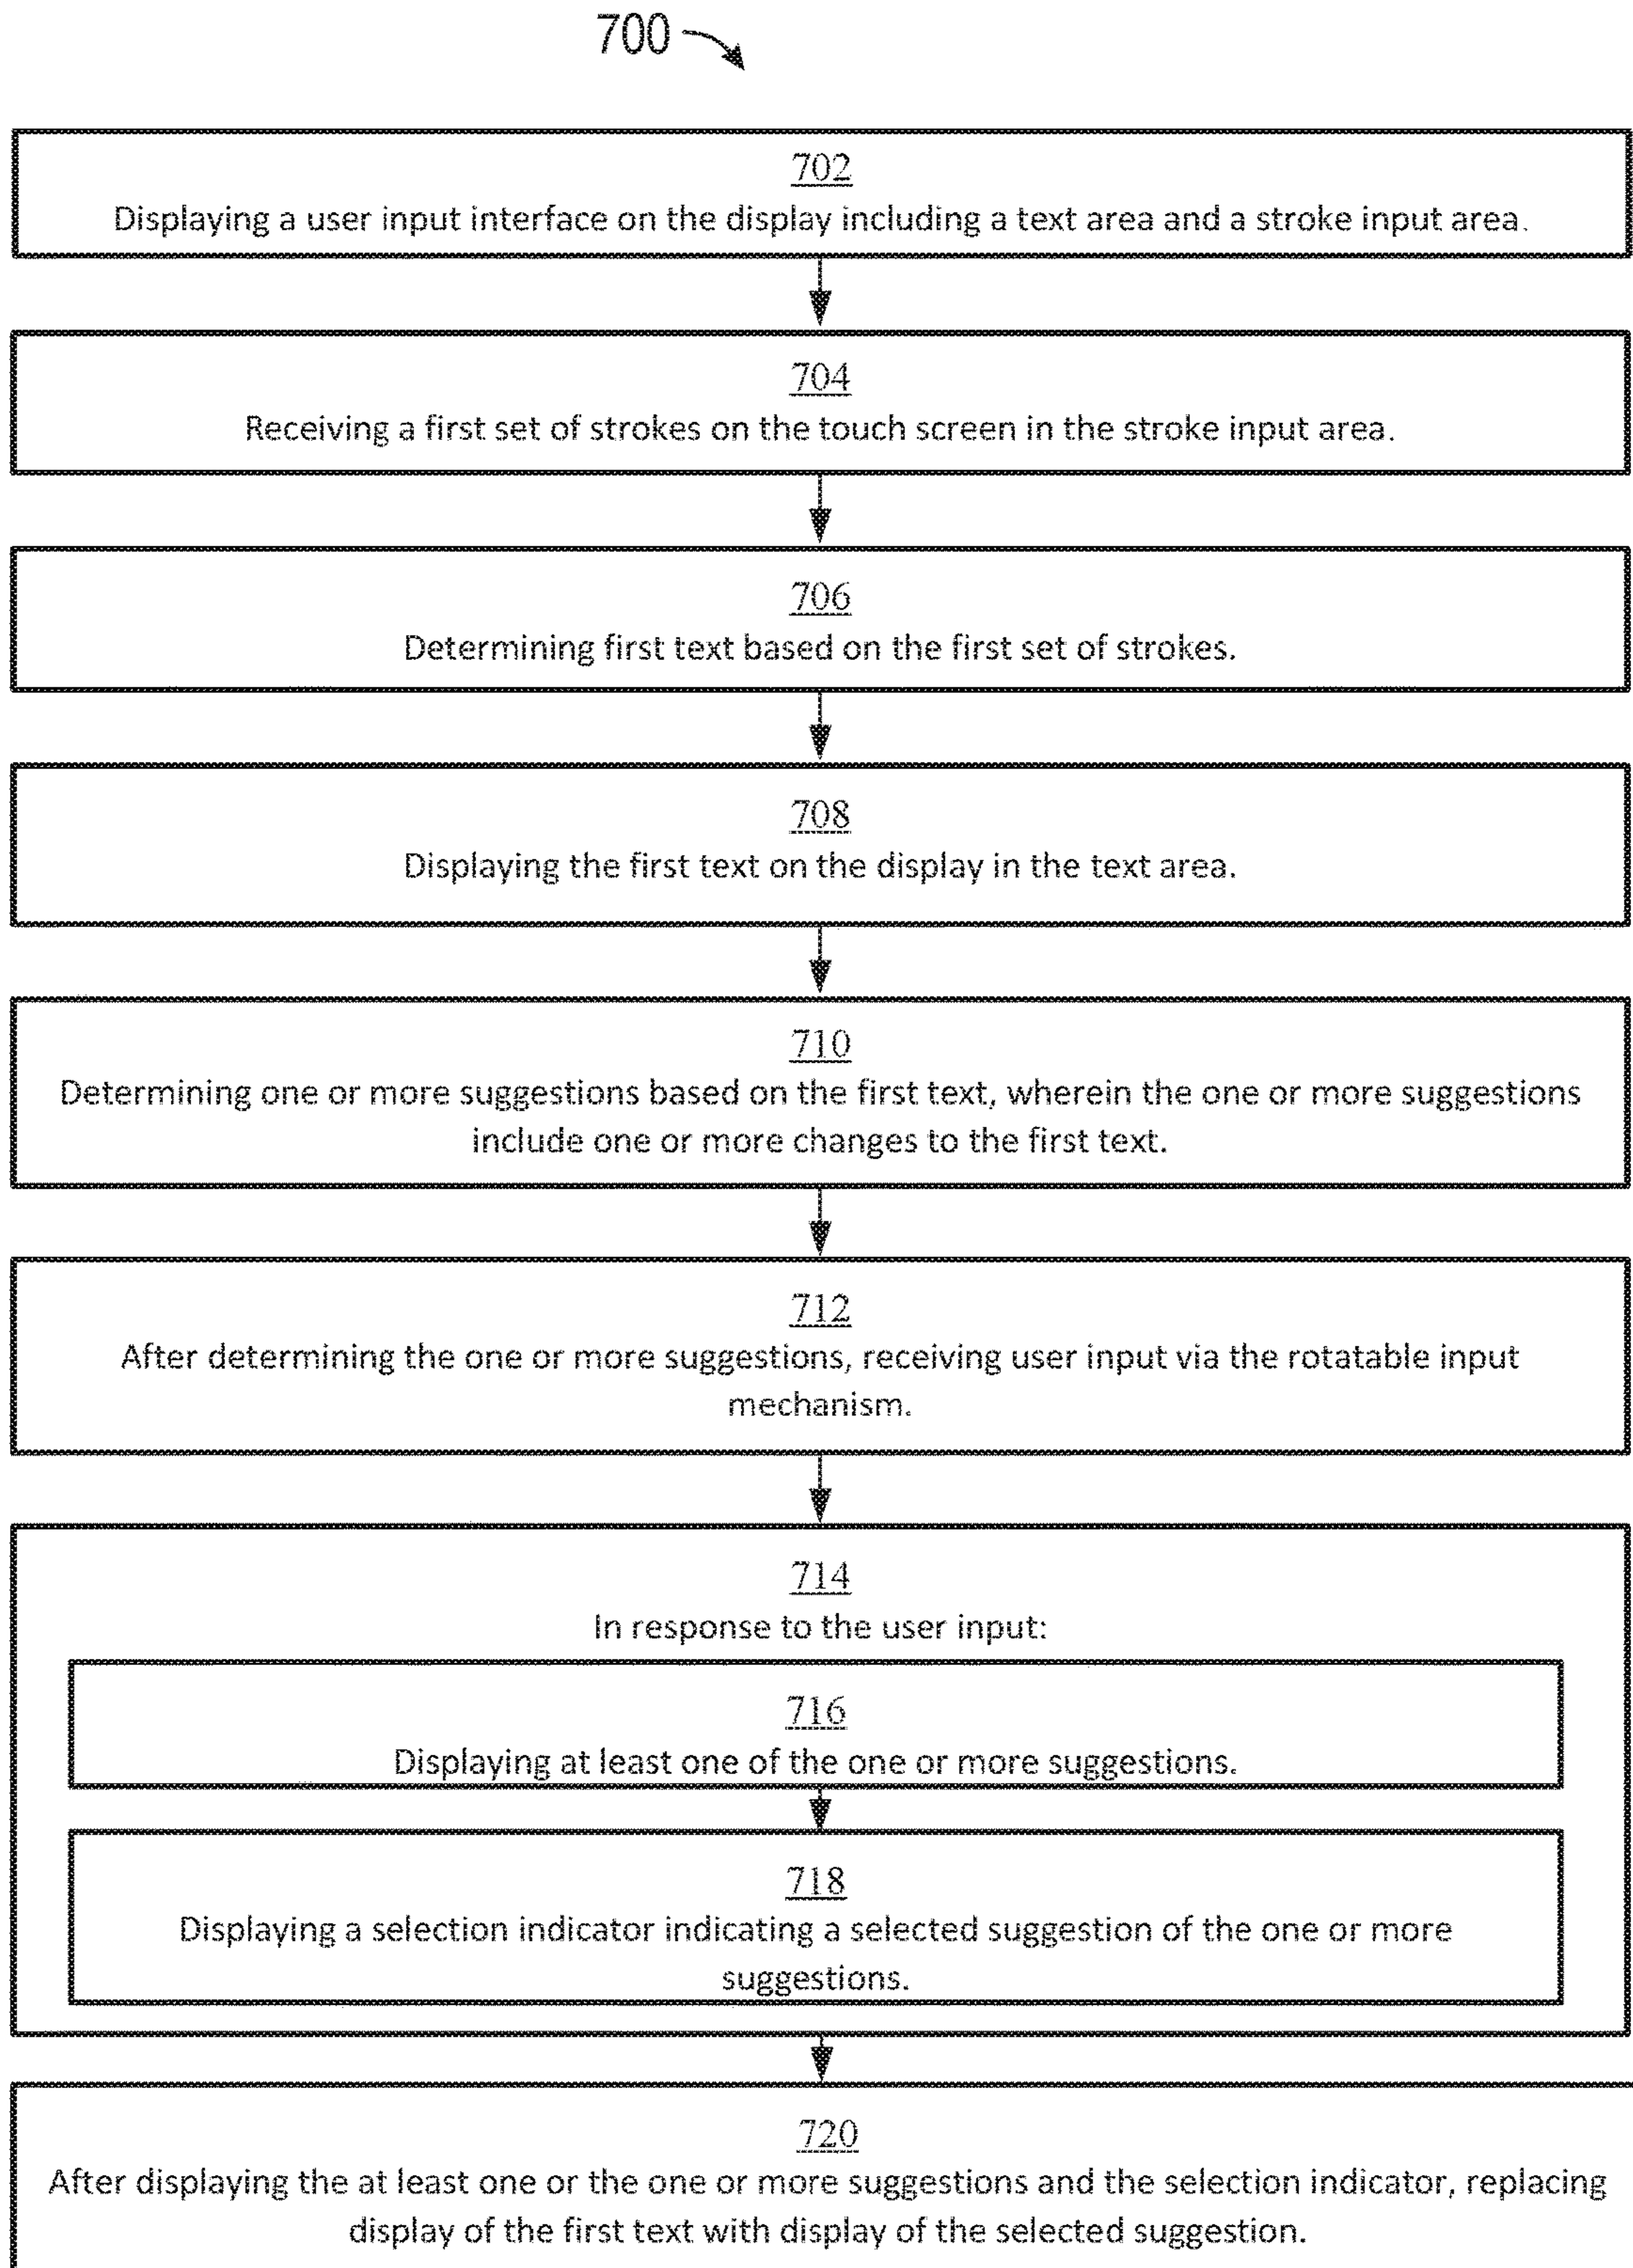 700
702
Displaying a user input interface on the display including a text area and a stroke input area.
704
Receiving a first set of strokes on the touch screen in the stroke input area.
706
Determining first text based on the first set of strokes.
708
Displaying the first text on the display in the text area.
710
Determining one or more suggestions based on the first text, wherein the one or more suggestions
include one or more changes to the first text.
712
After determining the one or more suggestions, receiving user input via the rotatable input
mechanism.
714
In response to the user input:
716
Displaying at least one of the one or more suggestions.
718
Displaying a selection indicator indicating a selected suggestion of the one or more
suggestions.
720
After displaying the at least one or the one or more suggestions and the selection indicator, replacing
display of the first text with display of the selected suggestion.